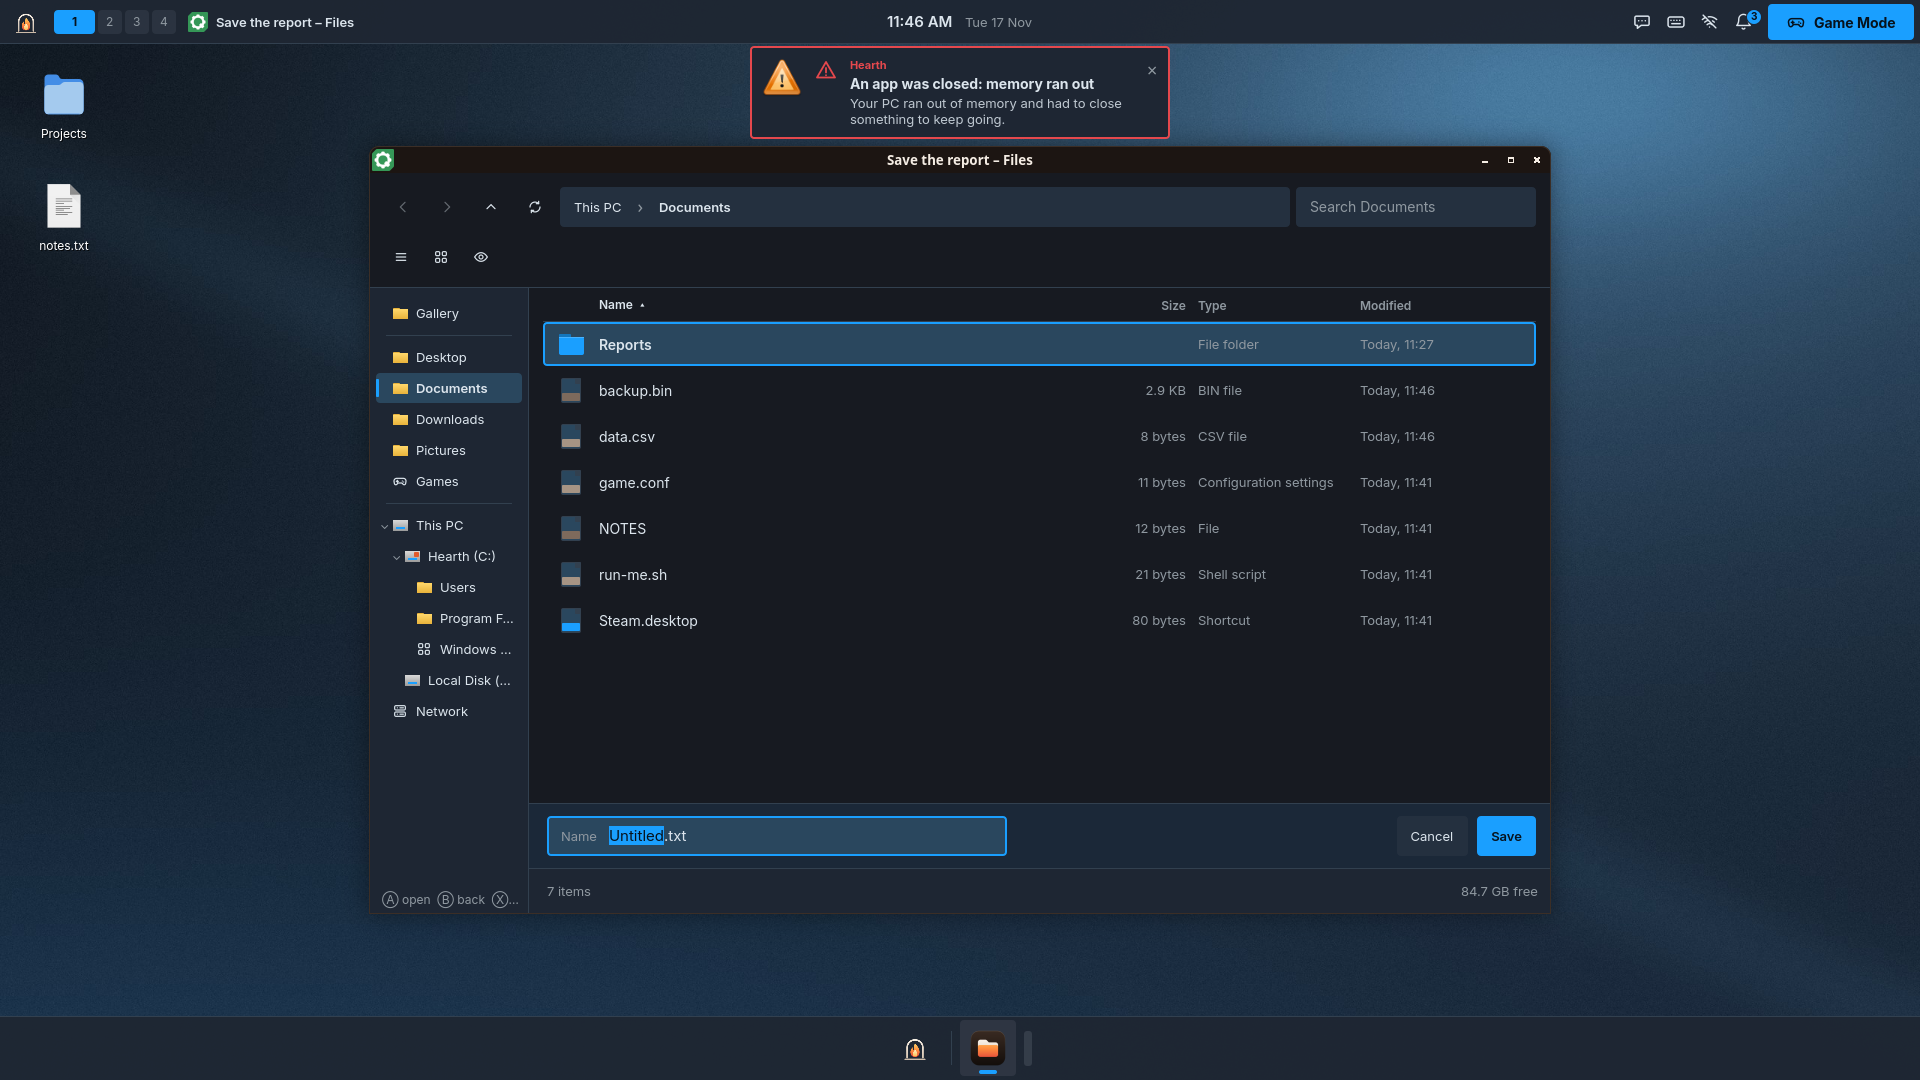 1 2 3 4 Save the report – Files 11:46 AM Tue 17 Nov 3 Game Mode
Hearth
An app was closed: memory ran out
Your PC ran out of memory and had to close
something to keep going.
Projects
notes.txt
Save the report – Files
This PC › Documents Search Documents
Gallery
Desktop
Documents
Downloads
Pictures
Games
This PC
Hearth (C:)
Users
Program F...
Windows ...
Local Disk (...
Network
A open B back X...
Name Size Type Modified
Reports File folder Today, 11:27
backup.bin 2.9 KB BIN file Today, 11:46
data.csv 8 bytes CSV file Today, 11:46
game.conf 11 bytes Configuration settings Today, 11:41
NOTES 12 bytes File Today, 11:41
run-me.sh 21 bytes Shell script Today, 11:41
Steam.desktop 80 bytes Shortcut Today, 11:41
Name Untitled.txt Cancel Save
7 items 84.7 GB free